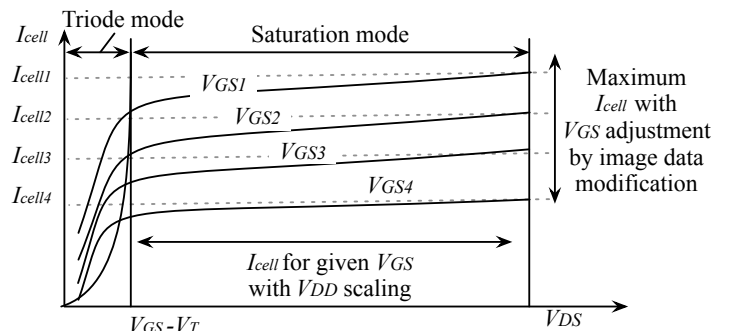 Triode mode
Saturation mode
Icell
Icell1
Icell2
Icell3
Icell4
VGS1
VGS2
VGS3
VGS4
Maximum
Icell with
VGS adjustment
by image data
modification
Icell for given VGS
with VDD scaling
VGS-VT
VDS